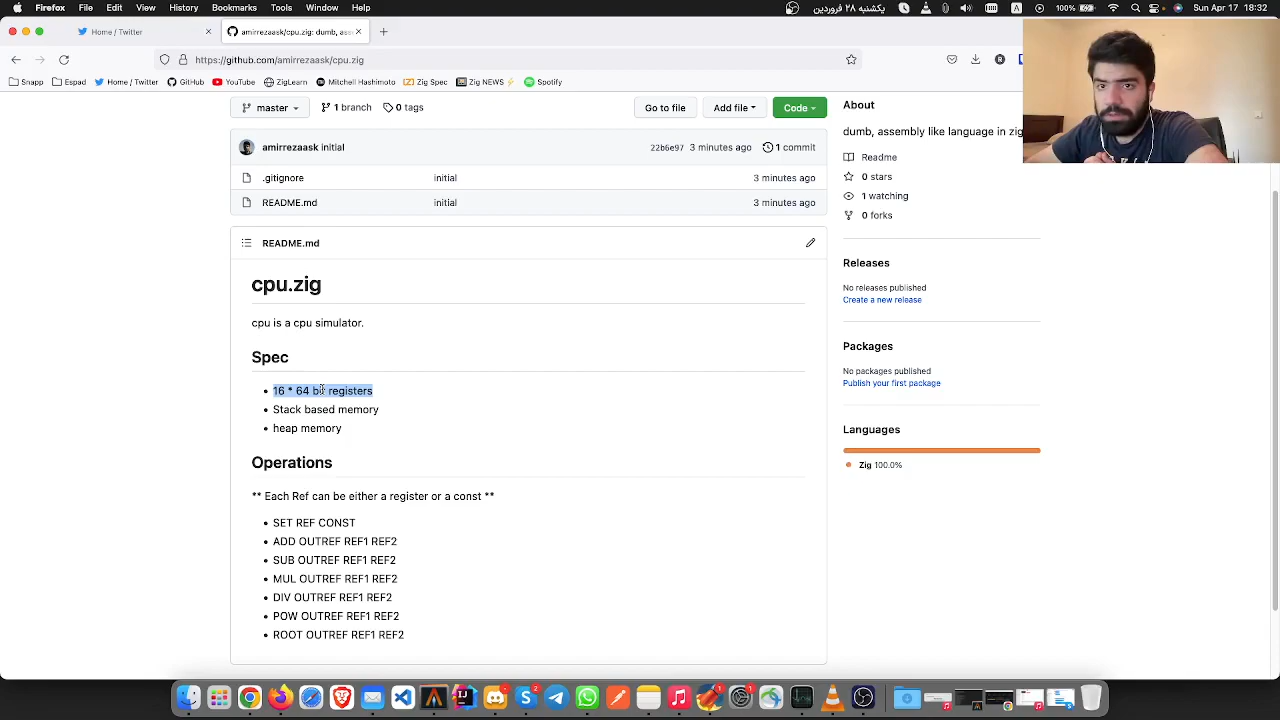 Firefox File Edit View History Bookmarks Tools Window Help یکشنبه ۲۸ فروردین A 100% Sun Apr 17 18:32
Home / Twitter
amirrezaask/cpu.zig: dumb, ass
https://github.com/amirrezaask/cpu.zig
Snapp Espad Home / Twitter GitHub YouTube ZigLearn Mitchell Hashimoto Zig Spec Zig NEWS ⚡ Spotify
master 1 branch 0 tags Go to file Add file Code
amirrezaask initial 22b6e97 3 minutes ago 1 commit
.gitignore initial 3 minutes ago
README.md initial 3 minutes ago
README.md
cpu.zig
cpu is a cpu simulator.
Spec
16 * 64 bit registers
Stack based memory
heap memory
Operations
** Each Ref can be either a register or a const **
SET REF CONST
ADD OUTREF REF1 REF2
SUB OUTREF REF1 REF2
MUL OUTREF REF1 REF2
DIV OUTREF REF1 REF2
POW OUTREF REF1 REF2
ROOT OUTREF REF1 REF2
About
dumb, assembly like language in zig
Readme
0 stars
1 watching
0 forks
Releases
No releases published
Create a new release
Packages
No packages published
Publish your first package
Languages
Zig 100.0%